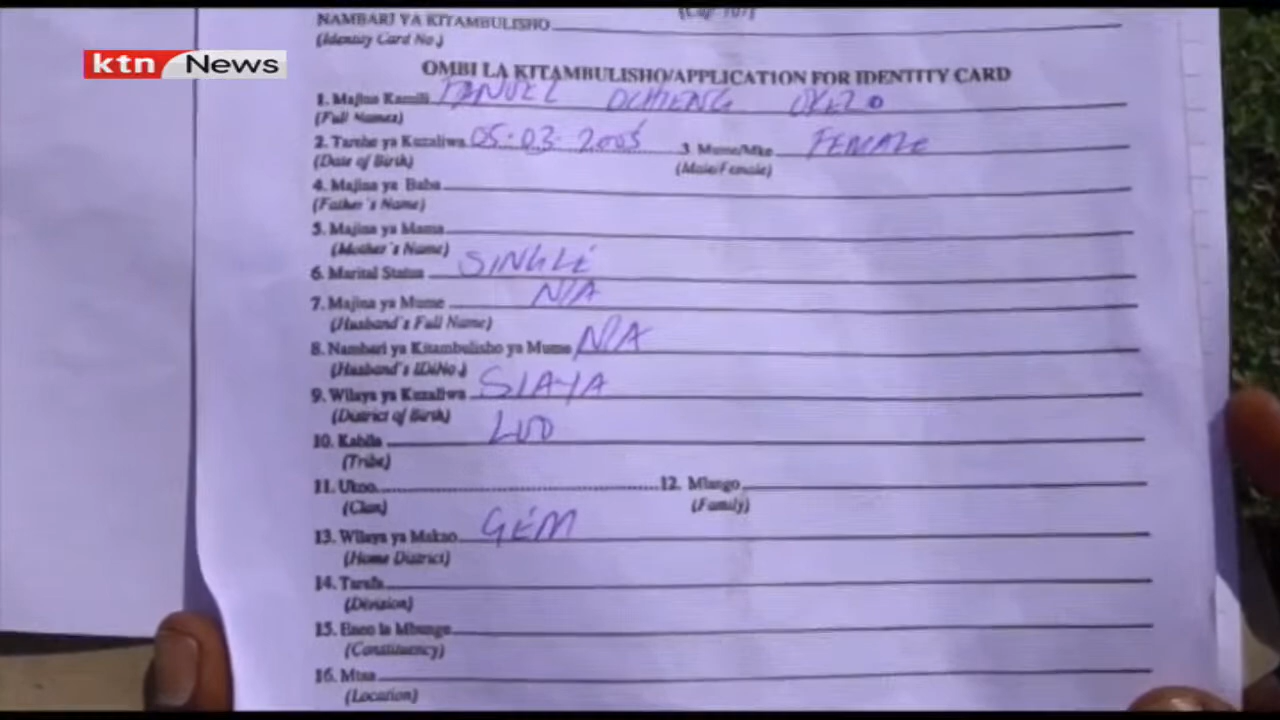 ktn News
(Cap 107)
NAMBARI YA KITAMBULISHO
(Identity Card No.)
OMBI LA KITAMBULISHO/APPLICATION FOR IDENTITY CARD
1. Majina Kamili OCHIENG
(Full Names)
2. Tarehe ya Kuzaliwa 05-03-2005 3 Mume/Mke FEMALE
(Date of Birth) (Male/Female)
4. Majina ya Baba
(Father's Name)
5. Majina ya Mama
(Mother's Name)
6. Marital Status SINGLE
7. Majina ya Mume N/A
(Husband's Full Name)
8. Nambari ya Kitambulisho ya Mume N/A
(Husband's IDNo.)
9. Wilaya ya Kuzaliwa SIAYA
(District of Birth)
10. Kabila LUO
(Tribe)
11. Ukoo 12. Mlango
(Clan) (Family)
13. Wilaya ya Makao GEM
(Home District)
14. Tarafa
(Division)
15. Eneo la Mbunge
(Constituency)
16. Mtaa
(Location)